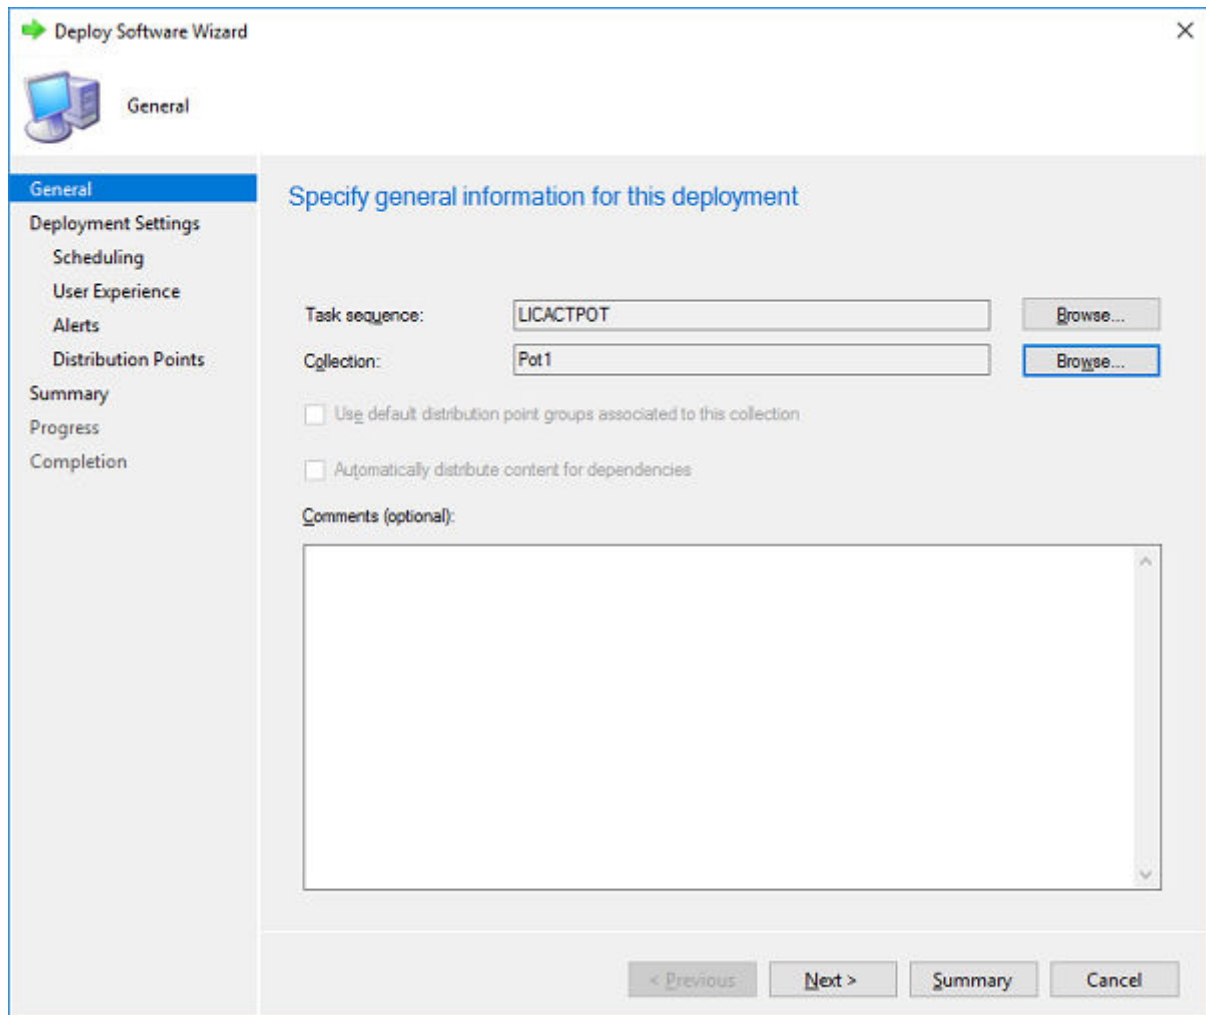 Deploy Software Wizard
General
General
Deployment Settings
Scheduling
User Experience
Alerts
Distribution Points
Summary
Progress
Completion
Specify general information for this deployment
Task sequence: LICACTPOT Browse...
Collection: Pot1 Browse...
Use default distribution point groups associated to this collection
Automatically distribute content for dependencies
Comments (optional):
< Previous Next > Summary Cancel